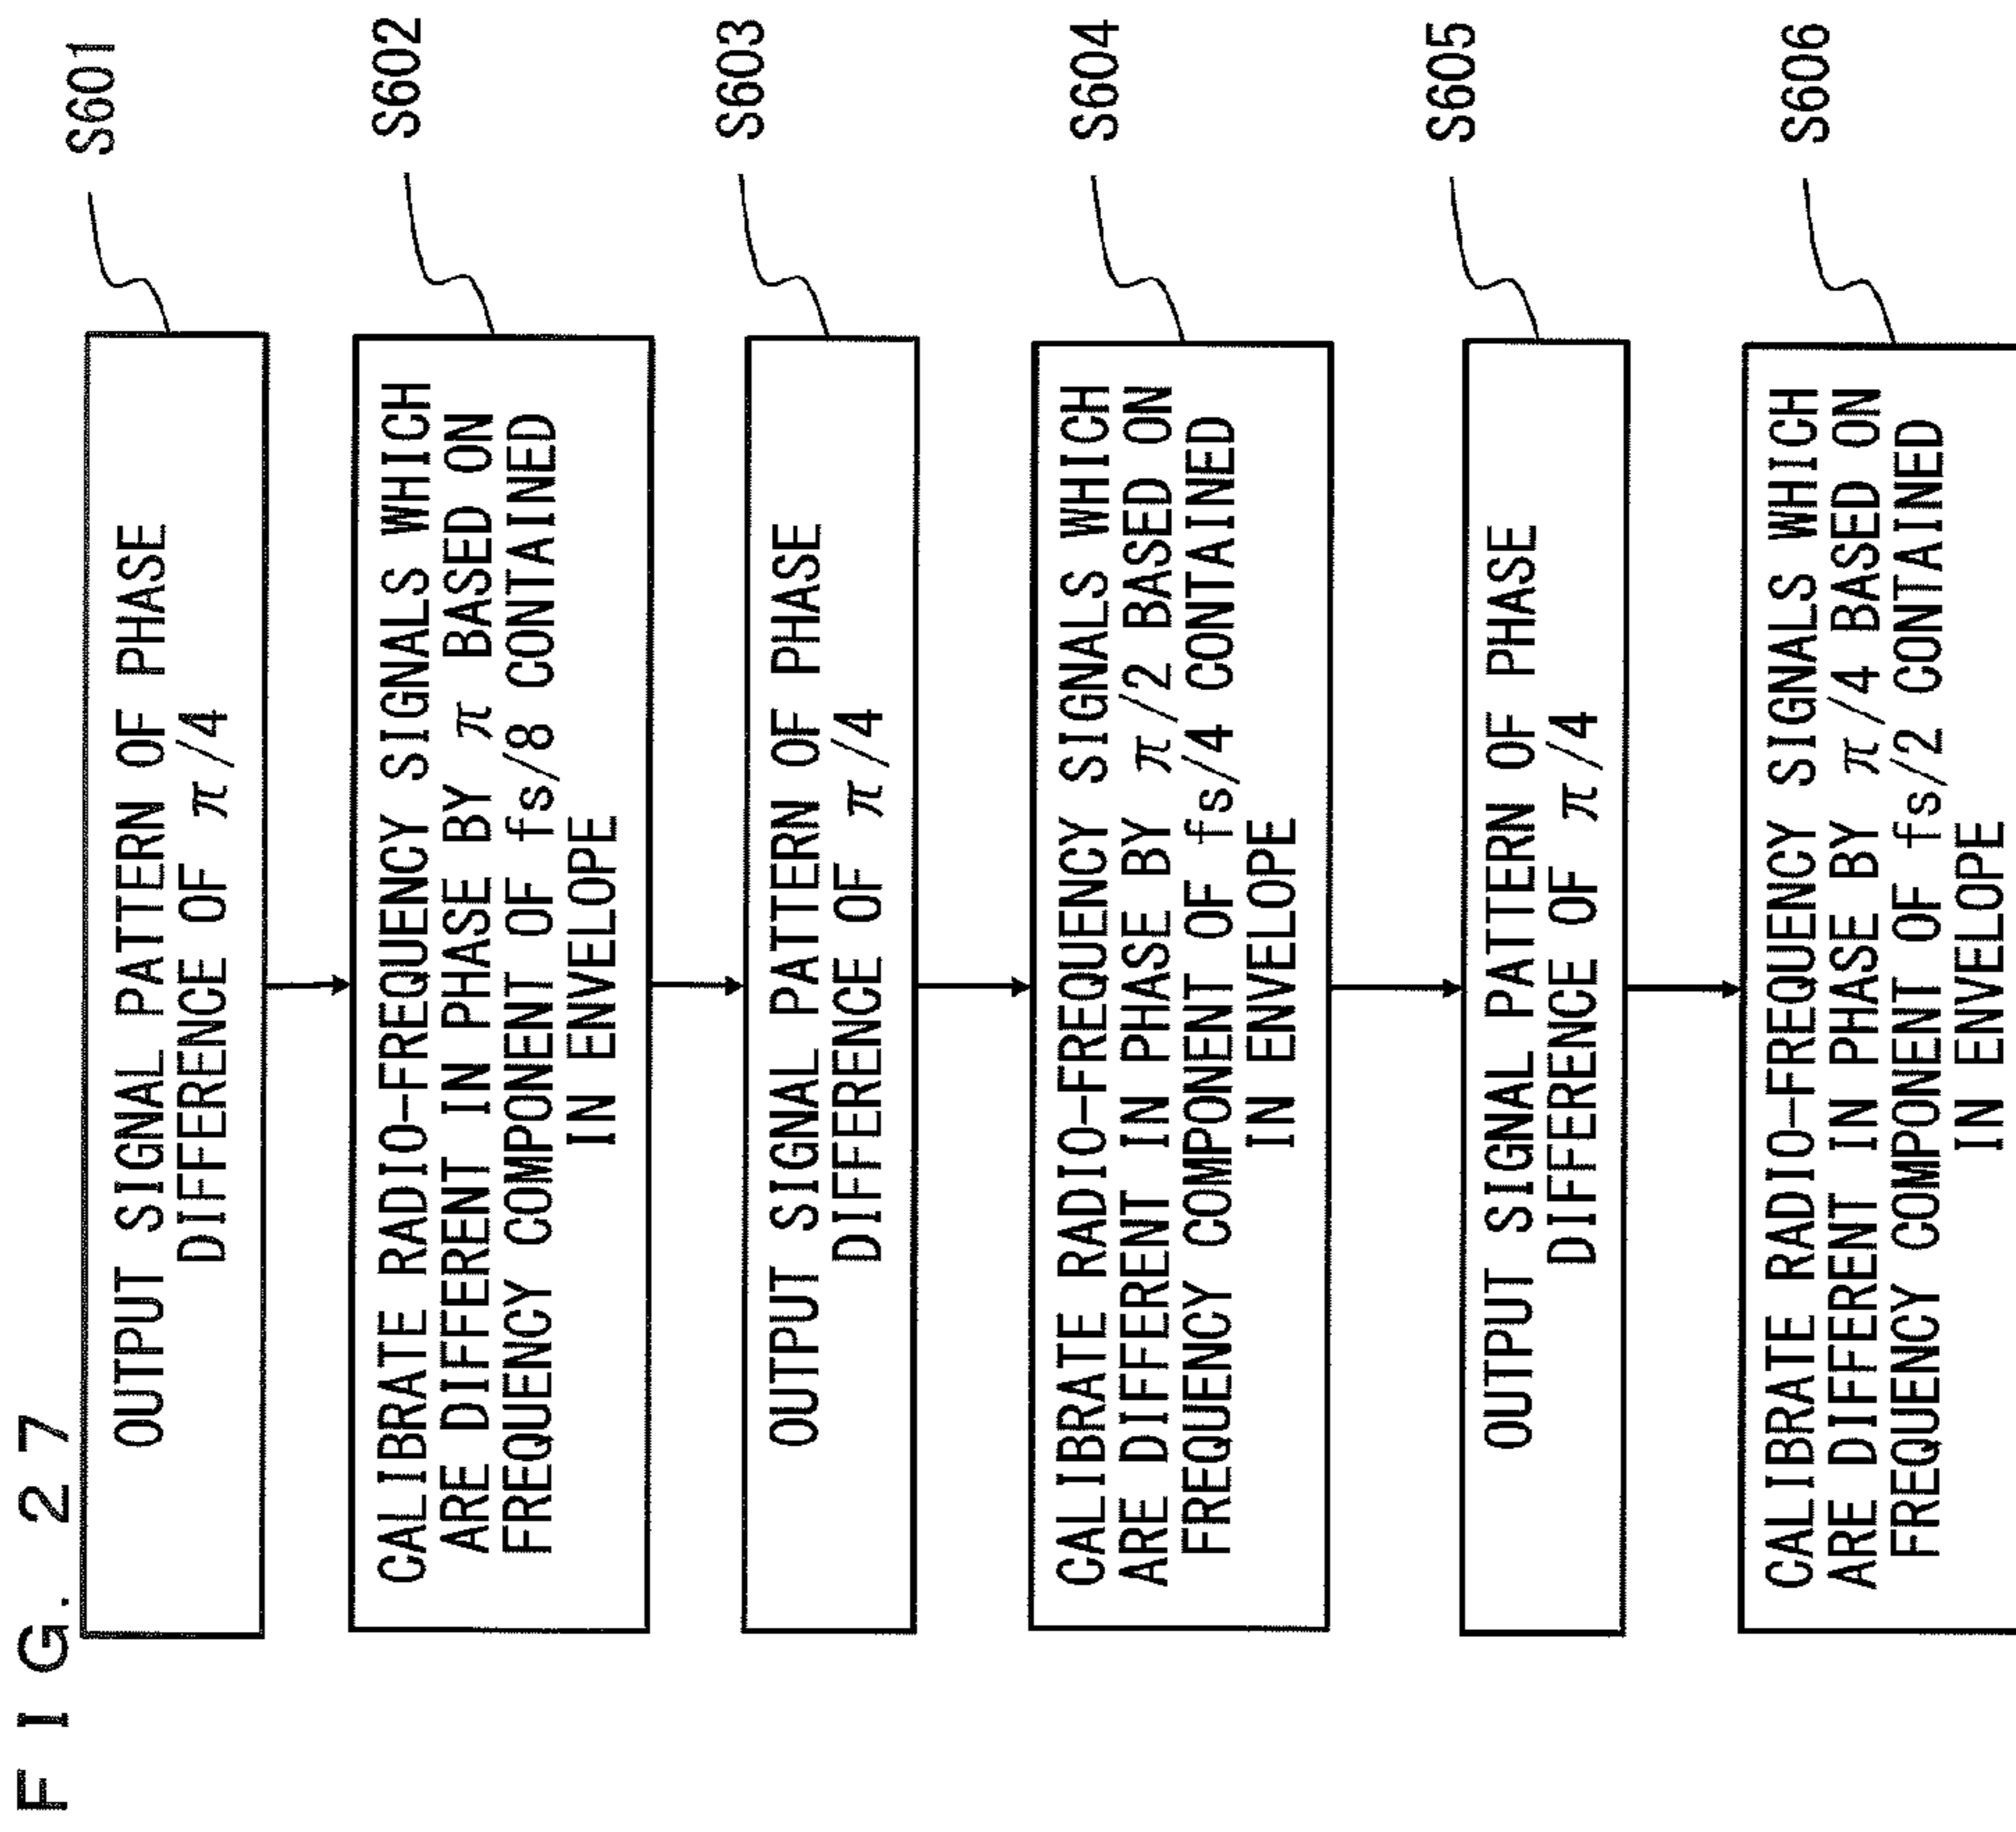 FIG. 27
OUTPUT SIGNAL PATTERN OF PHASE
DIFFERENCE OF π/4
S601
CALIBRATE RADIO-FREQUENCY SIGNALS WHICH
ARE DIFFERENT IN PHASE BY π BASED ON
FREQUENCY COMPONENT OF fs/8 CONTAINED
IN ENVELOPE
S602
OUTPUT SIGNAL PATTERN OF PHASE
DIFFERENCE OF π/4
S603
CALIBRATE RADIO-FREQUENCY SIGNALS WHICH
ARE DIFFERENT IN PHASE BY π/2 BASED ON
FREQUENCY COMPONENT OF fs/4 CONTAINED
IN ENVELOPE
S604
OUTPUT SIGNAL PATTERN OF PHASE
DIFFERENCE OF π/4
S605
CALIBRATE RADIO-FREQUENCY SIGNALS WHICH
ARE DIFFERENT IN PHASE BY π/4 BASED ON
FREQUENCY COMPONENT OF fs/2 CONTAINED
IN ENVELOPE
S606